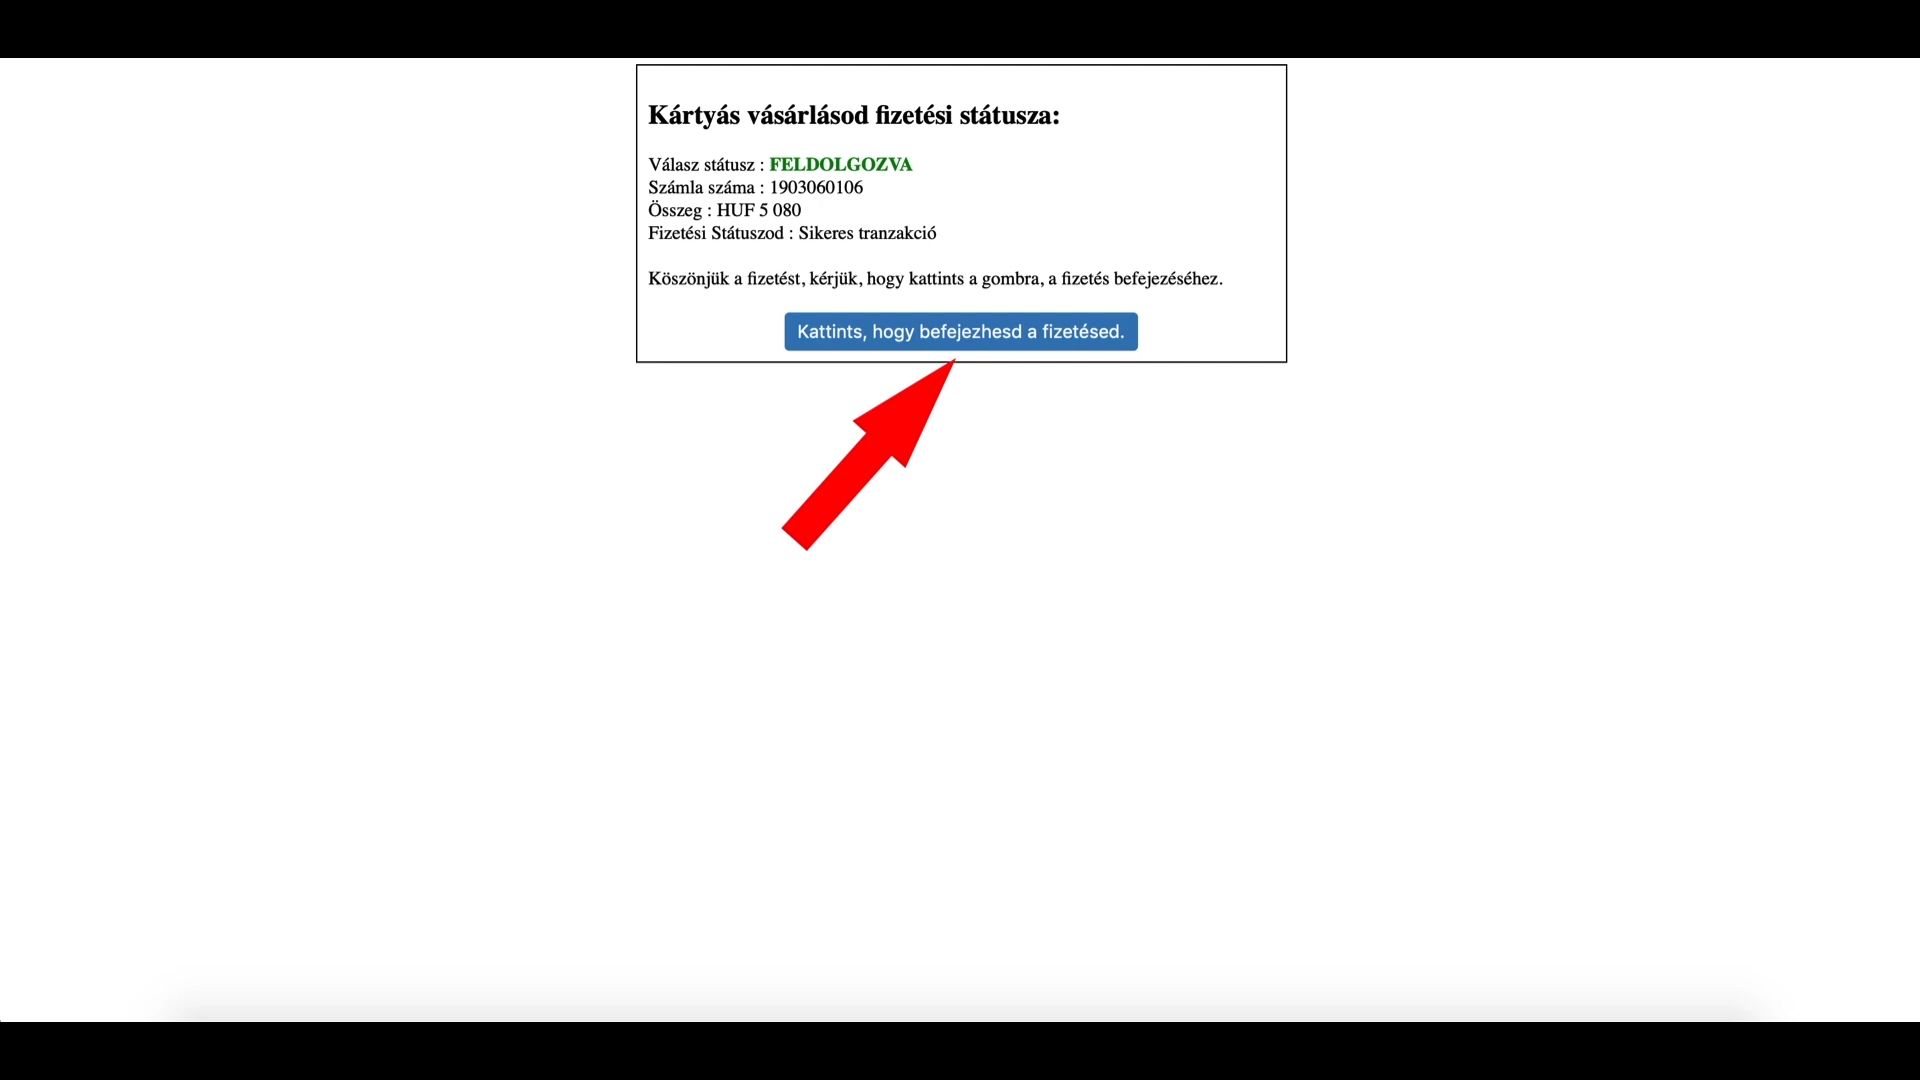 Kártyás vásárlásod fizetési státusza:
Válasz státusz : FELDOLGOZVA
Számla száma : 1903060106
Összeg : HUF 5 080
Fizetési Státuszod : Sikeres tranzakció
Köszönjük a fizetést, kérjük, hogy kattints a gombra, a fizetés befejezéséhez.
Kattints, hogy befejezhesd a fizetésed.